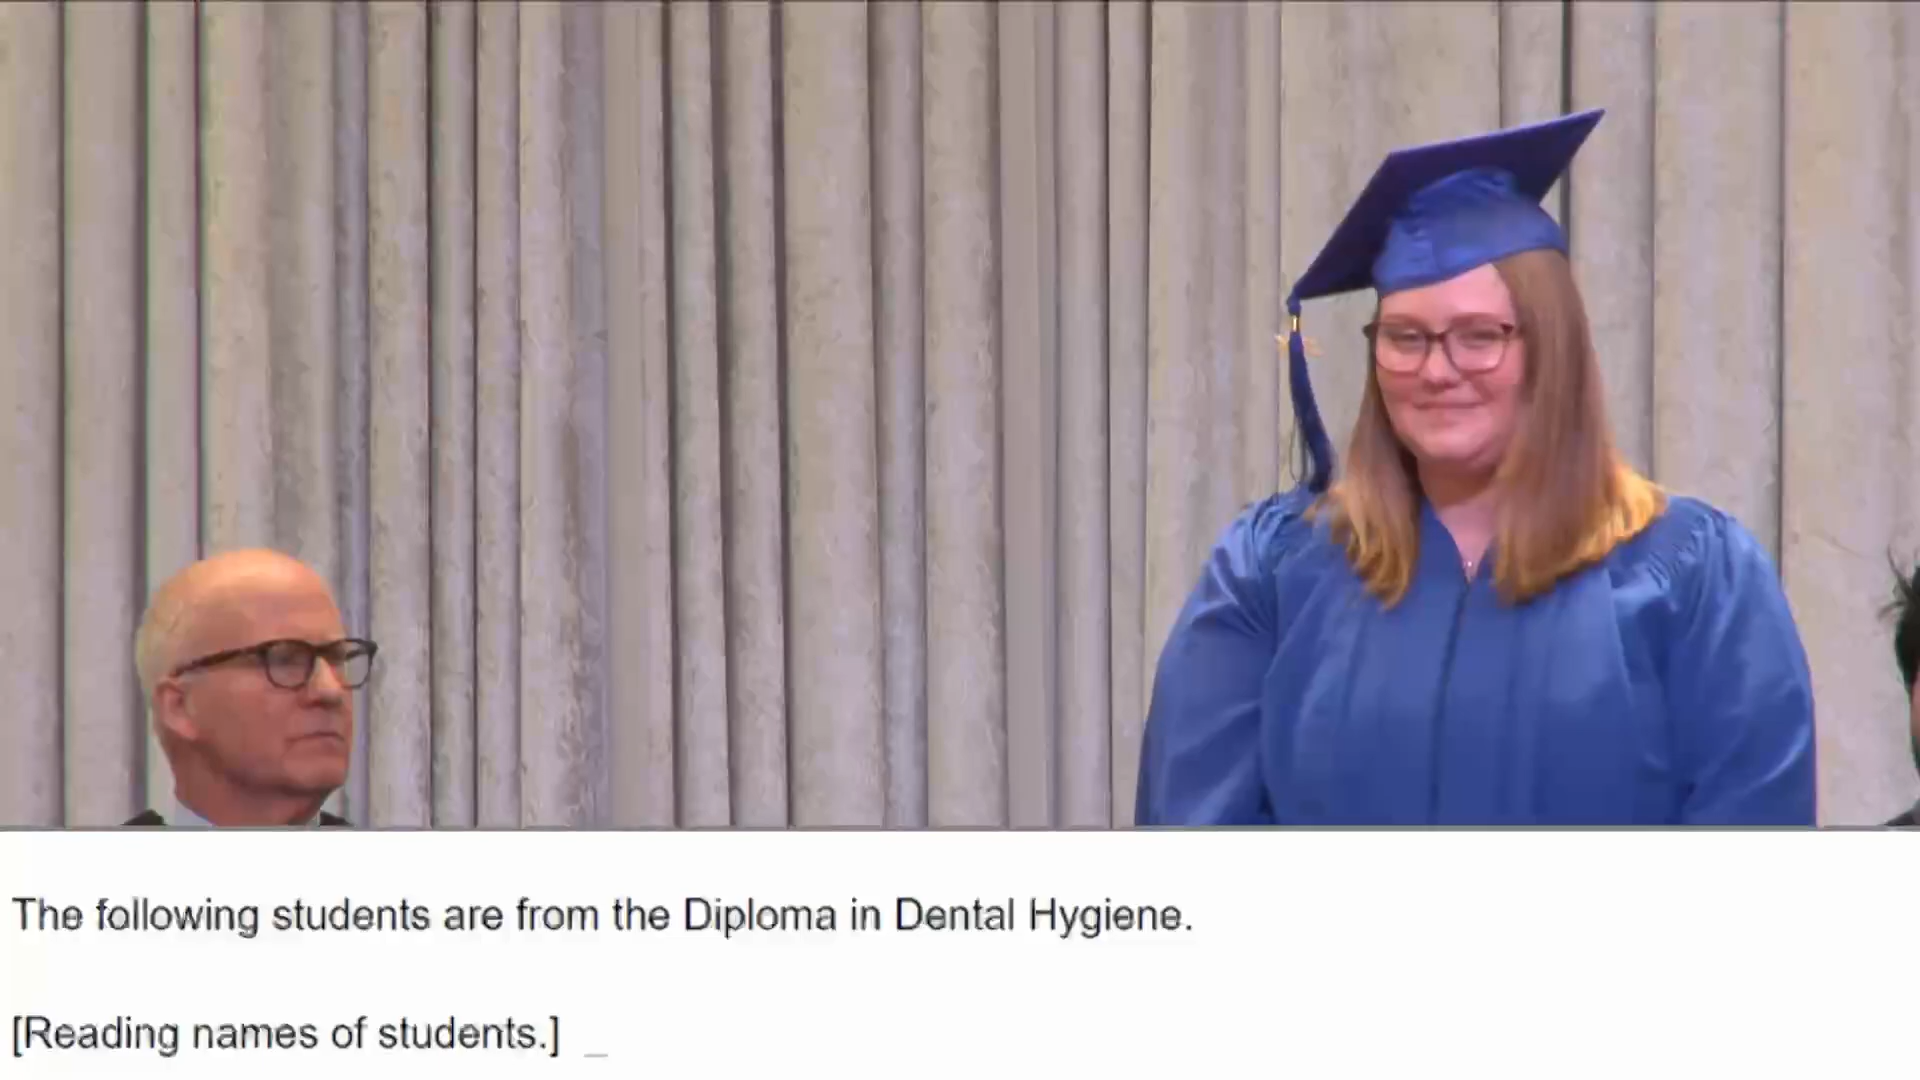 The following students are from the Diploma in Dental Hygiene.
[Reading names of students.] _